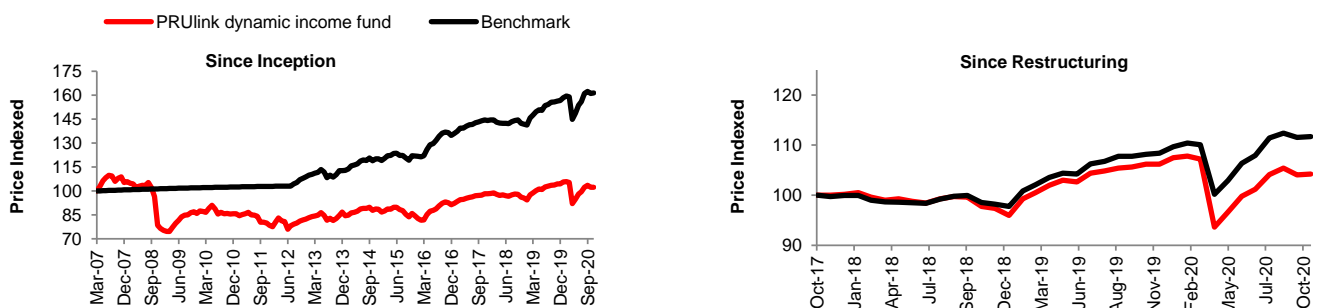 PRUlink dynamic income fund Benchmark
Since Inception
Price Indexed
175
160
145
130
115
100
85
70
Mar-07
Dec-07
Sep-08
Jun-09
Mar-10
Dec-10
Sep-11
Jun-12
Mar-13
Dec-13
Sep-14
Jun-15
Mar-16
Dec-16
Sep-17
Jun-18
Mar-19
Dec-19
Sep-20
Since Restructuring
Price Indexed
120
110
100
90
Oct-17
Jan-18
Apr-18
Jul-18
Sep-18
Dec-18
Mar-19
Jun-19
Aug-19
Nov-19
Feb-20
May-20
Jul-20
Oct-20